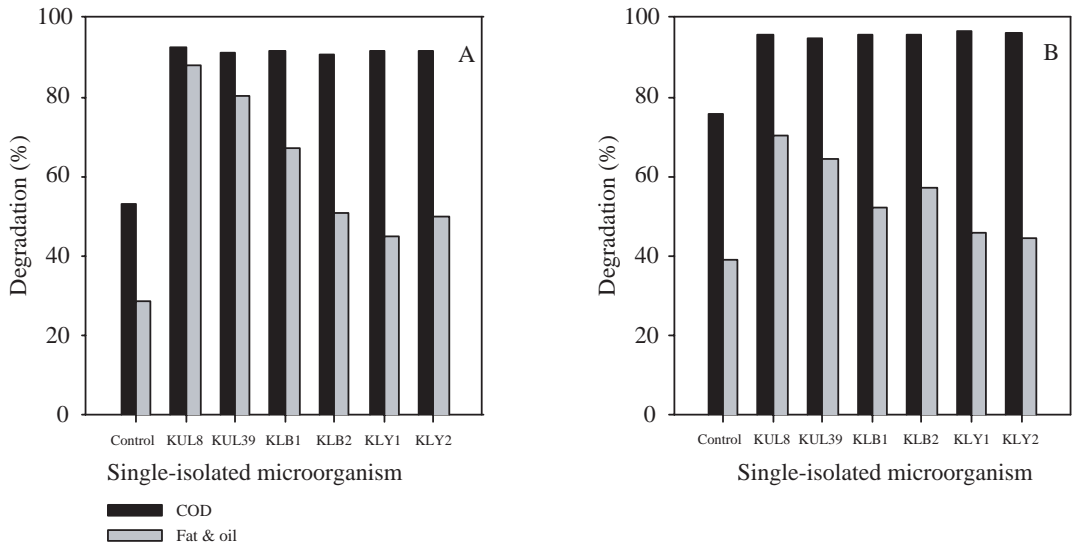 100
80
60
40
20
0
Degradation (%)
A
Control KUL8 KUL39 KLB1 KLB2 KLY1 KLY2
Single-isolated microorganism
COD
Fat & oil
100
80
60
40
20
0
Degradation (%)
B
Control KUL8 KUL39 KLB1 KLB2 KLY1 KLY2
Single-isolated microorganism